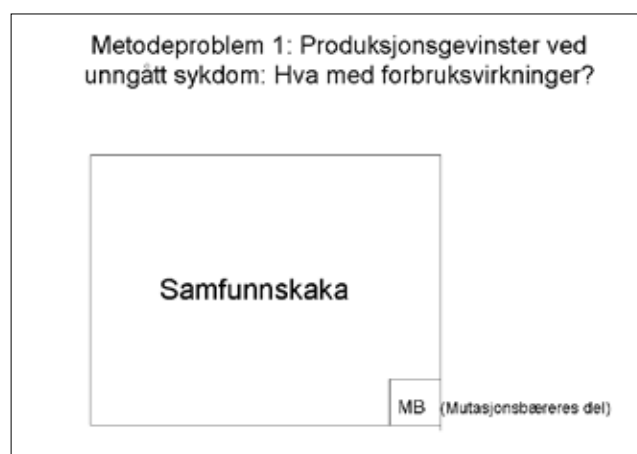 Metodeproblem 1: Produksjonsgevinster ved
unngått sykdom: Hva med forbruksvirkninger?
Samfunnskaka
MB (Mutasjonsbæreres del)